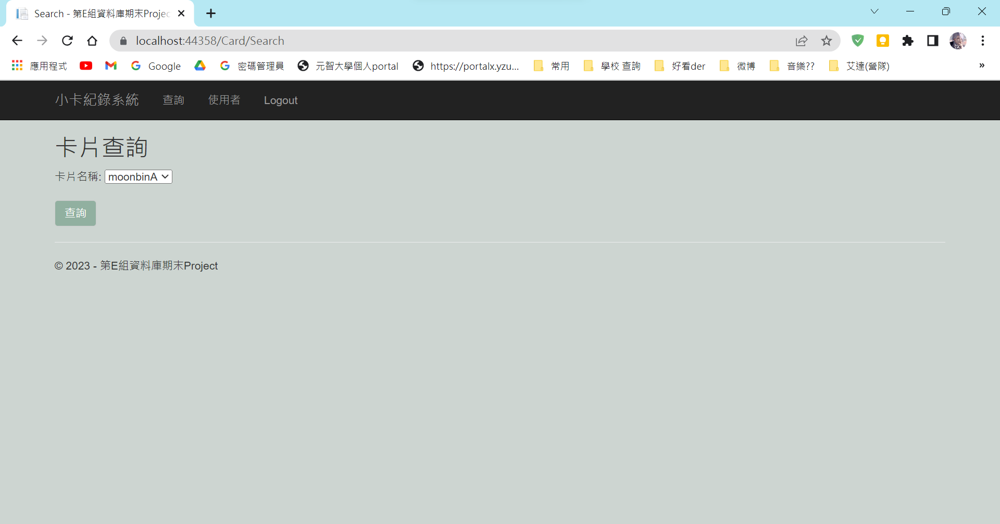 Search - 第E組資料庫期末Projec
localhost:44358/Card/Search
應用程式 Google 密碼管理員 元智大學個人portal https://portalx.yzu... 常用 學校 查詢 好看der 微博 音樂?? 艾達(營隊) »
小卡紀錄系統 查詢 使用者 Logout
卡片查詢
卡片名稱: moonbinA
查詢
© 2023 - 第E組資料庫期末Project